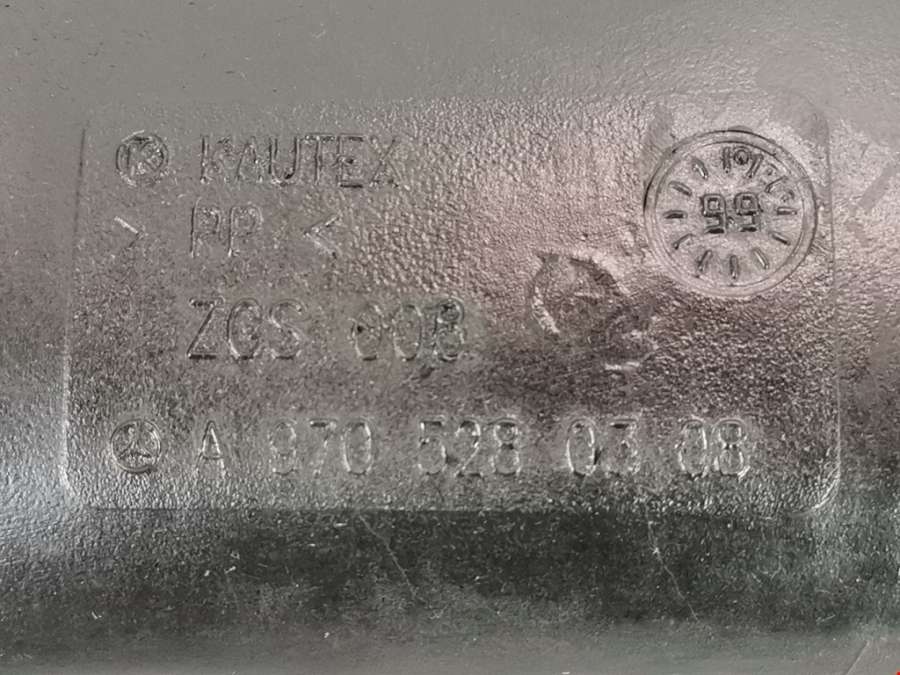 KAUTEX
> PP <
ZGS 008
A 970 528 03 08